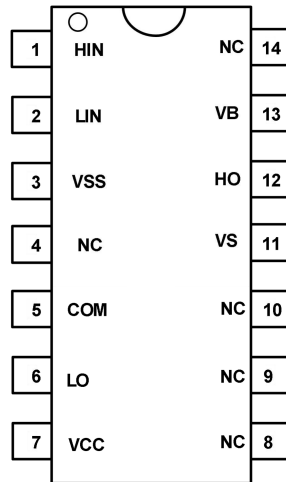 1 HIN NC 14
2 LIN VB 13
3 VSS HO 12
4 NC VS 11
5 COM NC 10
6 LO NC 9
7 VCC NC 8